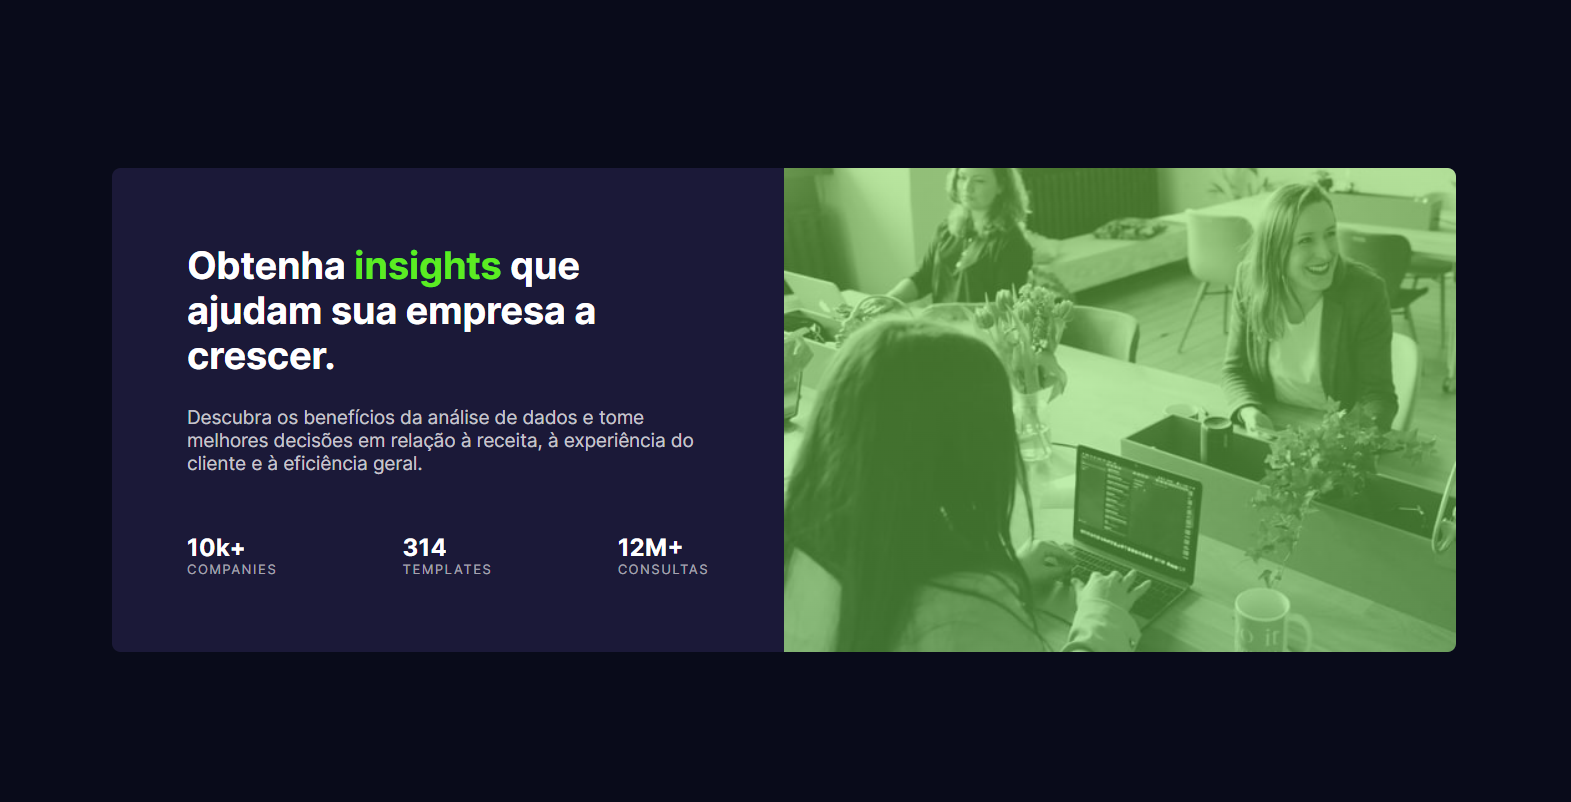 Obtenha insights que
ajudam sua empresa a
crescer.
Descubra os benefícios da análise de dados e tome
melhores decisões em relação à receita, à experiência do
cliente e à eficiência geral.
10k+
COMPANIES
314
TEMPLATES
12M+
CONSULTAS